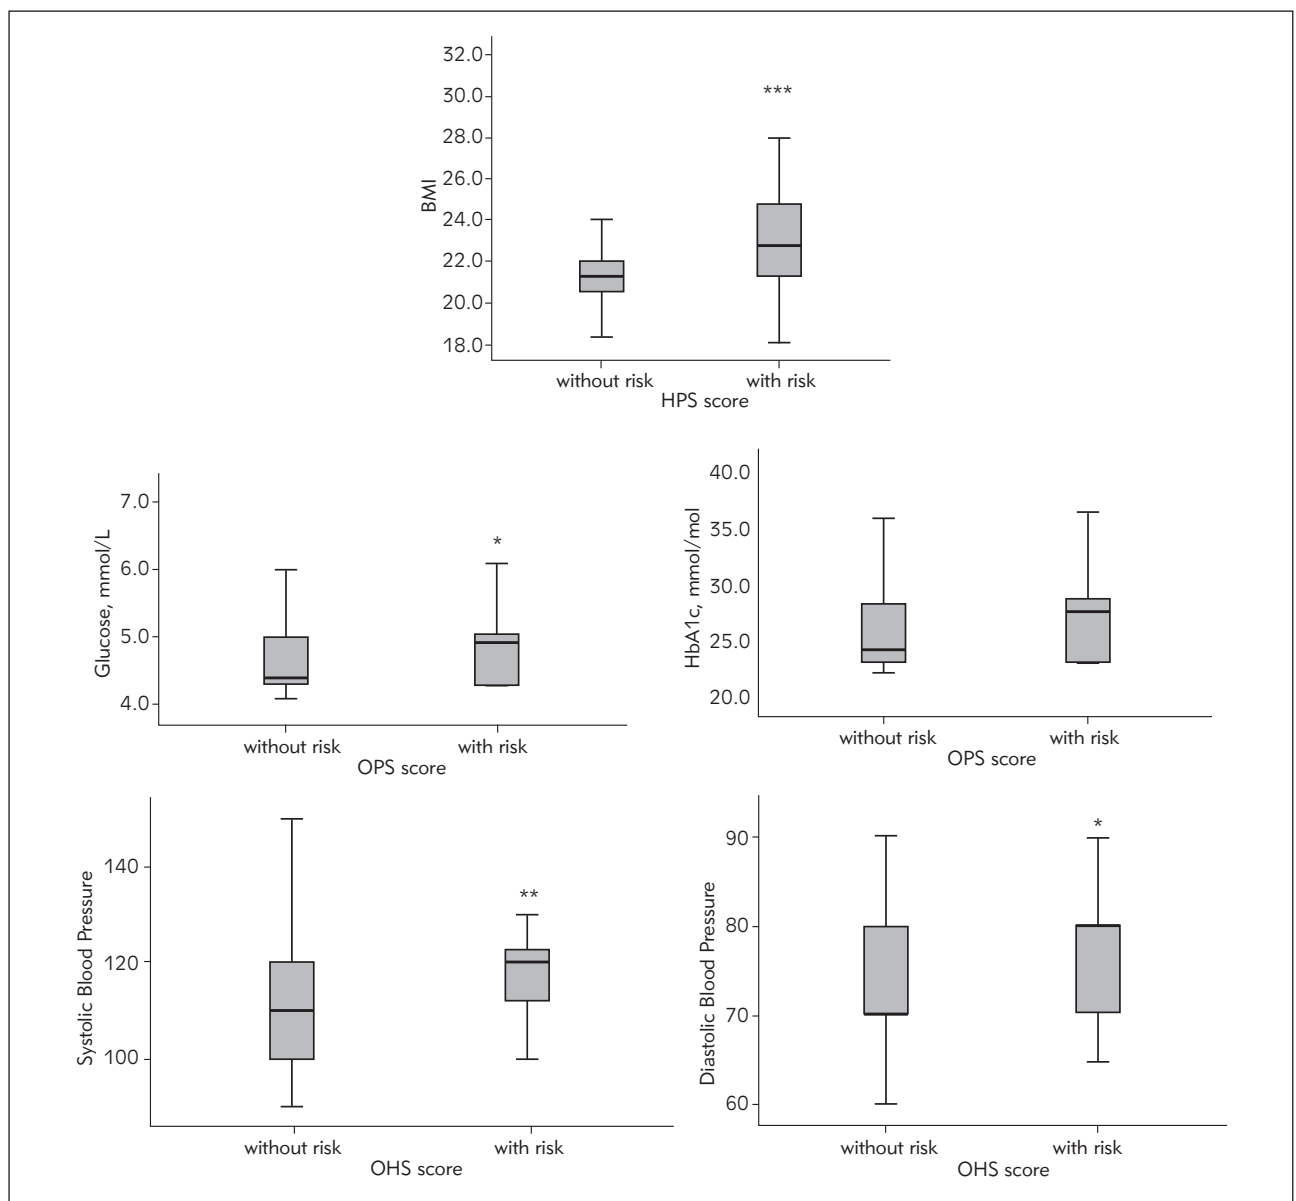 BMI
32.0
30.0
28.0
26.0
24.0
22.0
20.0
18.0
***
without risk
with risk
HPS score
Glucose, mmol/L
7.0
6.0
5.0
4.0
*
without risk
with risk
OPS score
HbA1c, mmol/mol
40.0
35.0
30.0
25.0
20.0
without risk
with risk
OPS score
Systolic Blood Pressure
140
120
100
**
without risk
with risk
OHS score
Diastolic Blood Pressure
90
80
70
60
*
without risk
with risk
OHS score